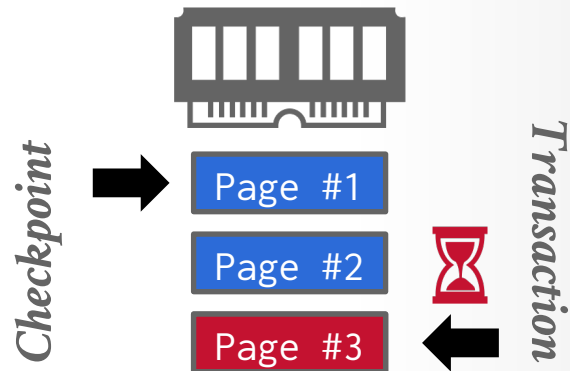 Checkpoint
Page #1
Page #2
Page #3
Transaction